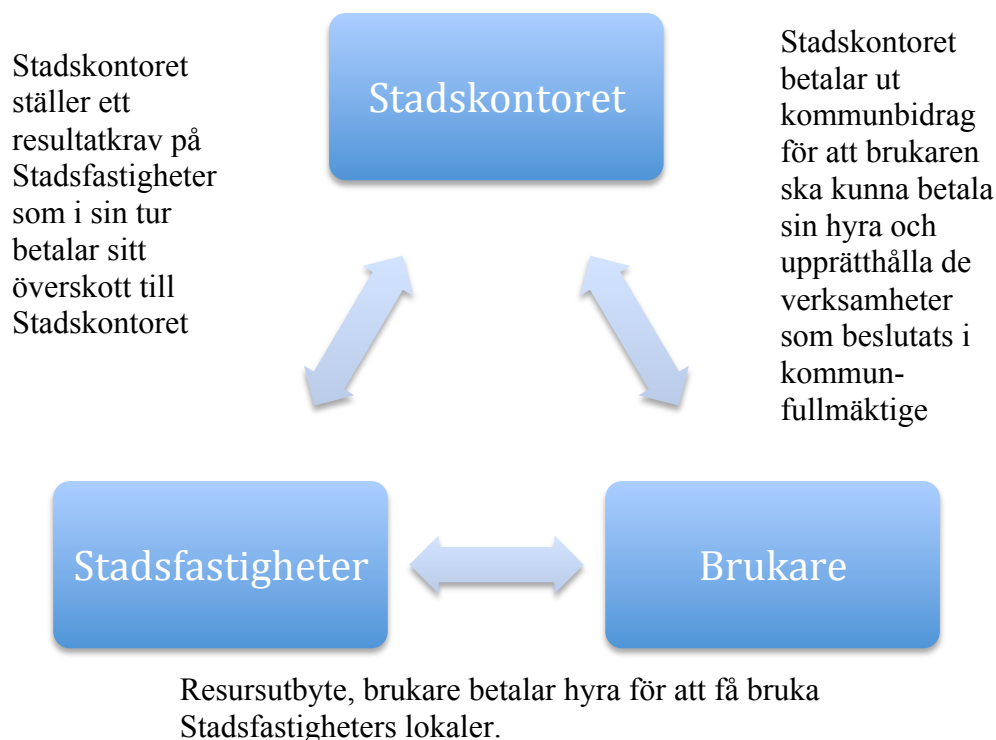 Stadskontoret
ställer ett
resultatkrav på
Stadsfastigheter
som i sin tur
betalar sitt
överskott till
Stadskontoret
Stadskontoret
Stadskontoret
betalar ut
kommunbidrag
för att brukaren
ska kunna betala
sin hyra och
upprätthålla de
verksamheter
som beslutats i
kommun-
fullmäktige
Stadsfastigheter
Brukare
Resursutbyte, brukare betalar hyra för att få bruka
Stadsfastigheters lokaler.